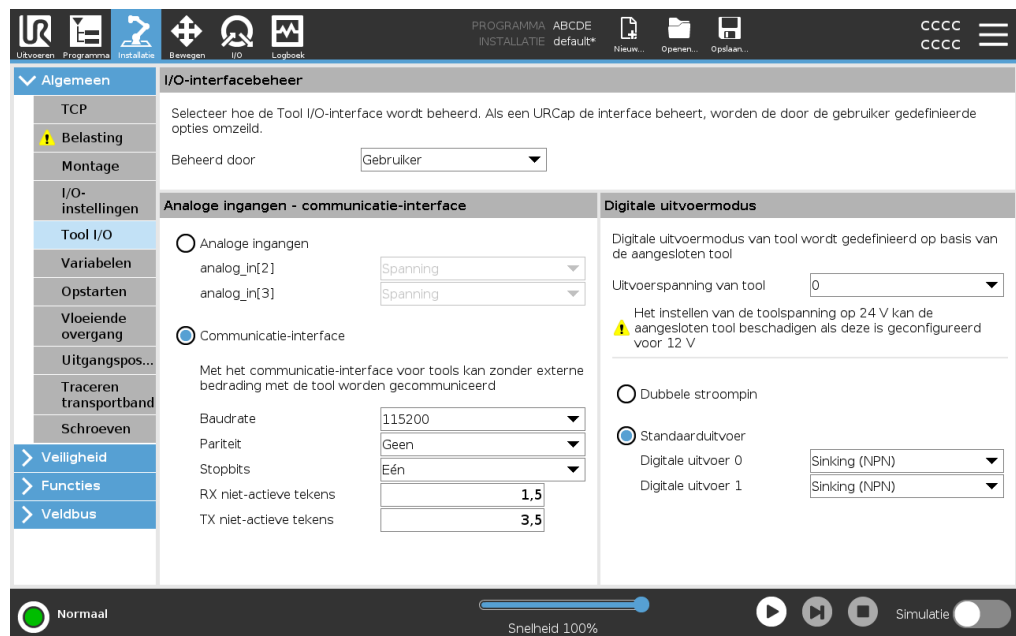 UR
Uitvoeren Programma Installatie Bewegen I/O Logboek
PROGRAMMA ABCDE
INSTALLATIE default*
Nieuw... Openen... Opslaan...
CCCC
CCCC
Algemeen
TCP
Belasting
Montage
I/O-
instellingen
Tool I/O
Variabelen
Opstarten
Vloeiende
overgang
Uitgangspos...
Traceren
transportband
Schroeven
Veiligheid
Functies
Veldbus
I/O-interfacebeheer
Selecteer hoe de Tool I/O-interface wordt beheerd. Als een URCap de interface beheert, worden de door de gebruiker gedefinieerde
opties omzeild.
Beheerd door Gebruiker
Analoge ingangen - communicatie-interface
Analoge ingangen
analog_in[2] Spanning
analog_in[3] Spanning
Communicatie-interface
Met het communicatie-interface voor tools kan zonder externe
bedrading met de tool worden gecommuniceerd
Baudrate 115200
Pariteit Geen
Stopbits Eén
RX niet-actieve tekens 1,5
TX niet-actieve tekens 3,5
Digitale uitvoermodus
Digitale uitvoermodus van tool wordt gedefinieerd op basis van
de aangesloten tool
Uitvoerspanning van tool 0
Het instellen van de toolspanning op 24 V kan de
aangesloten tool beschadigen als deze is geconfigureerd
voor 12 V
Dubbele stroompin
Standaarduitvoer
Digitale uitvoer 0 Sinking (NPN)
Digitale uitvoer 1 Sinking (NPN)
Normaal
Snelheid 100%
Simulatie